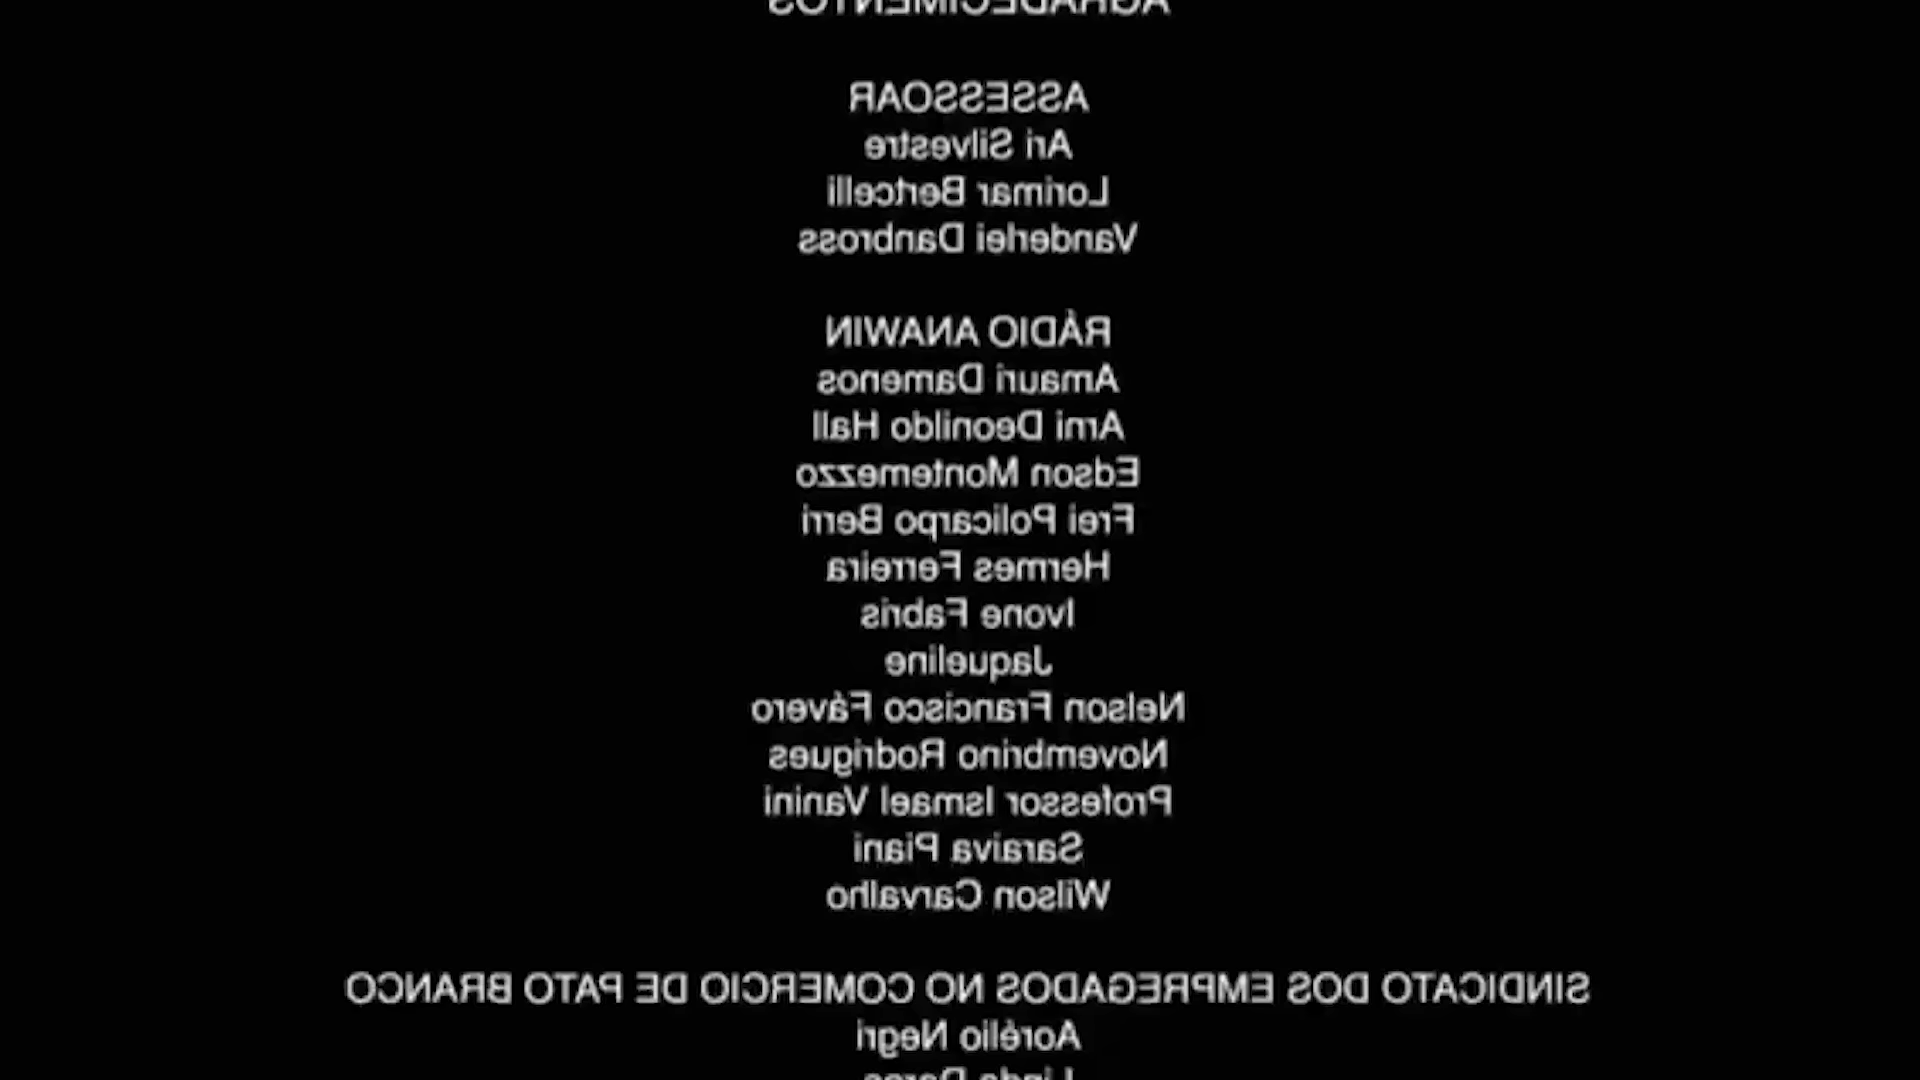 AGRADECIMENTOS
ASSESSOAR
Ari Silvestre
Lorimar Bertcelli
Vanderlei Danbross
RÁDIO ANAWIN
Amauri Damenos
Arni Deonildo Hall
Edson Montemezzo
Frei Policarpo Berri
Hermes Ferreira
Ivone Fabris
Jaqueline
Nelson Francisco Fávero
Novembrino Rodrigues
Professor Ismael Vanini
Saraiva Piani
Wilson Carvalho
SINDICATO DOS EMPREGADOS NO COMERCIO DE PATO BRANCO
Aorélio Negri